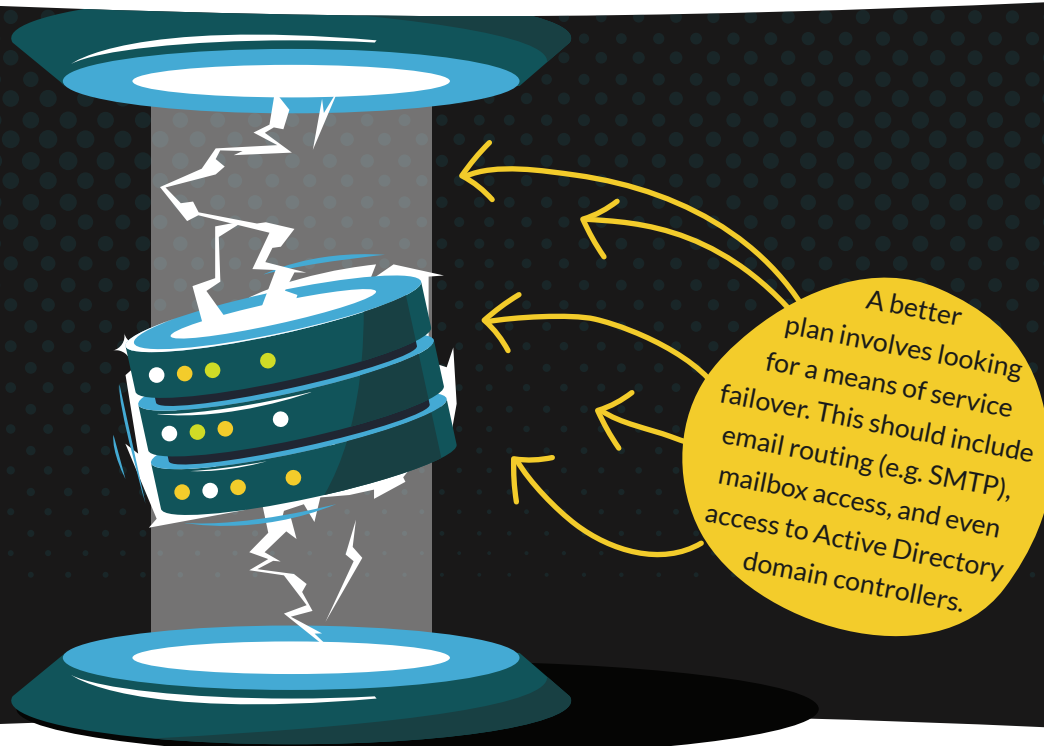 A better
plan involves looking
for a means of service
failover. This should include
email routing (e.g. SMTP),
mailbox access, and even
access to Active Directory
domain controllers.